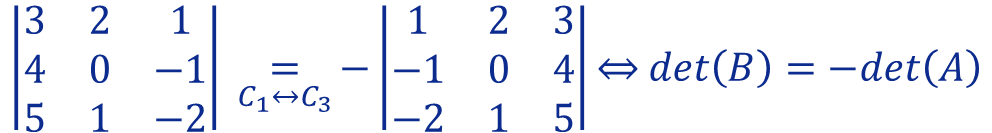 |3 2 1| |1 2 3|
|4 0 −1| = − |−1 0 4| ⇔ det(B) = −det(A)
|5 1 −2| C₁↔C₃ |−2 1 5|